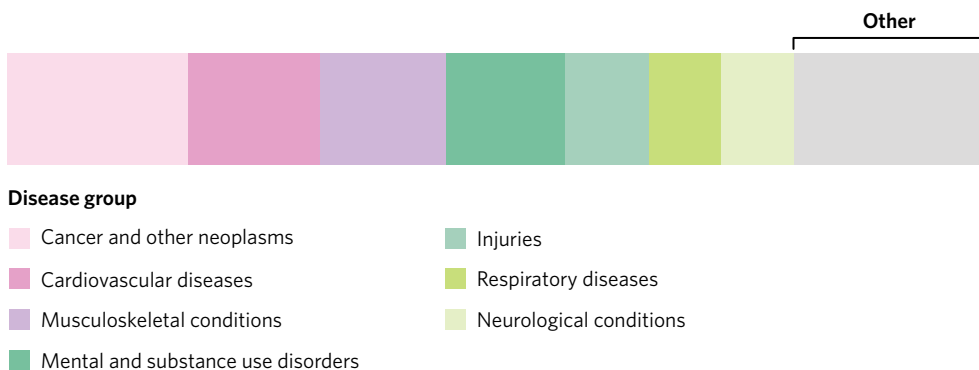 Other
Disease group
Cancer and other neoplasms
Cardiovascular diseases
Musculoskeletal conditions
Mental and substance use disorders
Injuries
Respiratory diseases
Neurological conditions